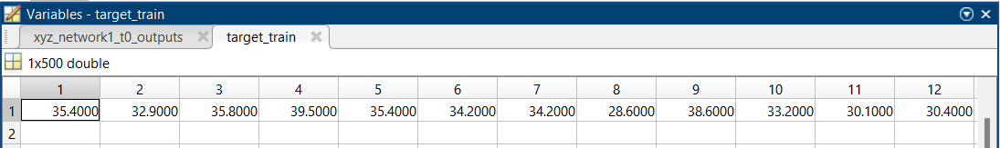 Variables - target_train
xyz_network1_t0_outputs target_train
1x500 double
1 2 3 4 5 6 7 8 9 10 11 12
1 35.4000 32.9000 35.8000 39.5000 35.4000 34.2000 34.2000 28.6000 38.6000 33.2000 30.1000 30.4000
2